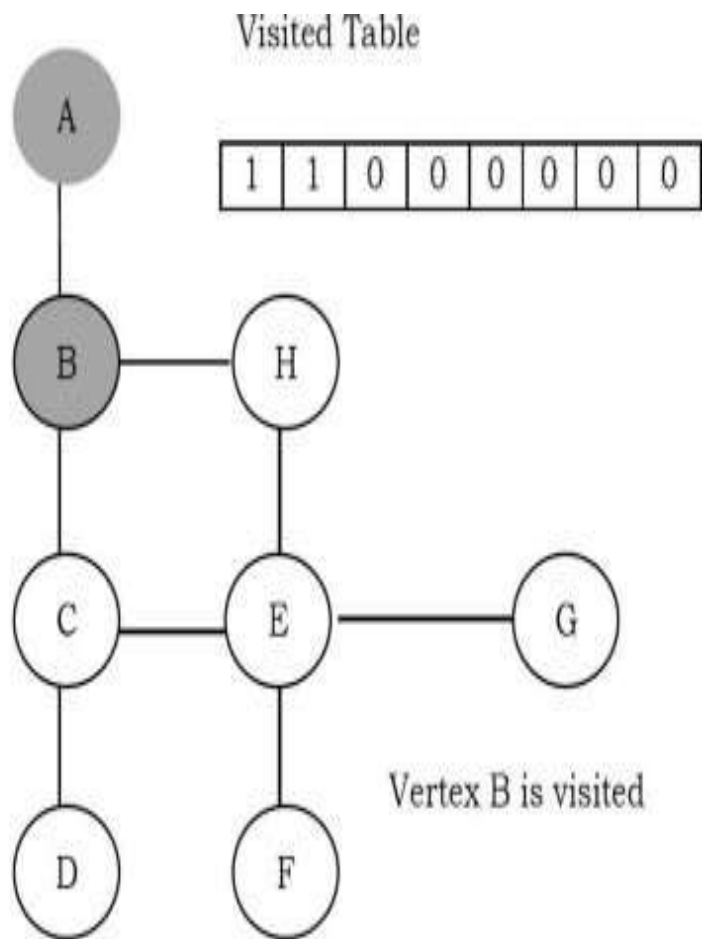 Visited Table
A
1 1 0 0 0 0 0 0
B H
C E G
Vertex B is visited
D F